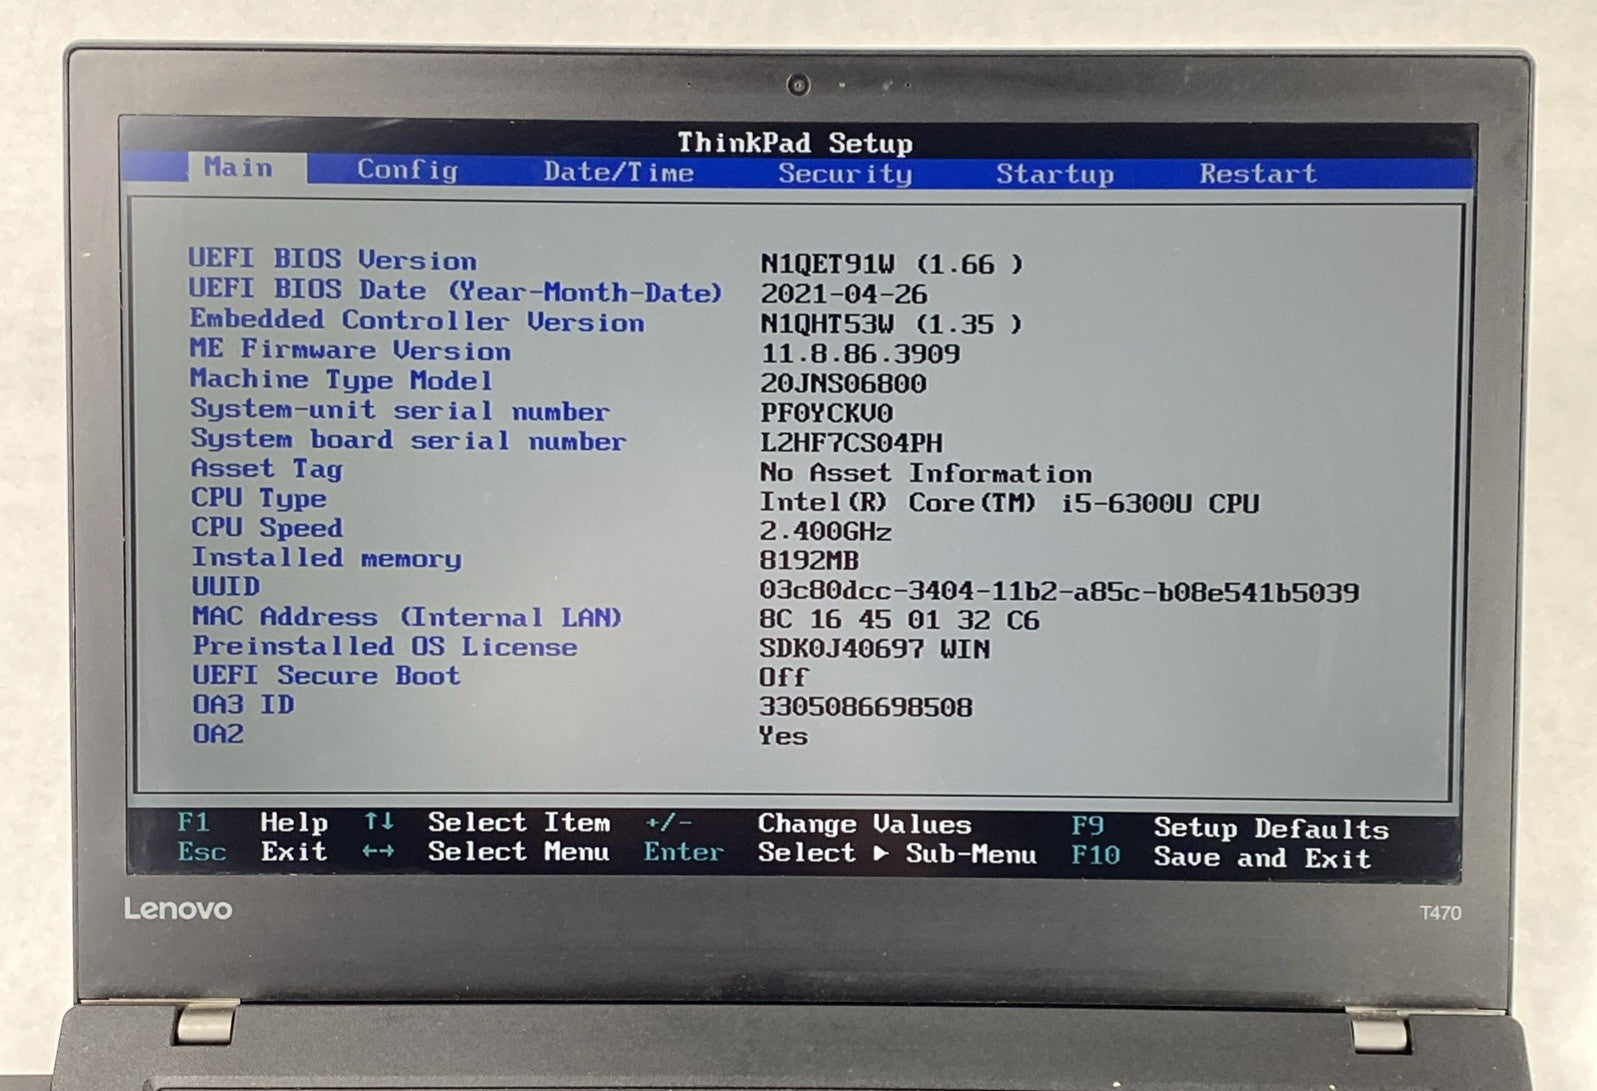 ThinkPad Setup
Main Config Date/Time Security Startup Restart
UEFI BIOS Version N1QET91W (1.66 )
UEFI BIOS Date (Year-Month-Date) 2021-04-26
Embedded Controller Version N1QHT53W (1.35 )
ME Firmware Version 11.8.86.3909
Machine Type Model 20JNS06800
System-unit serial number PF0YCKV0
System board serial number L2HF7CS04PH
Asset Tag No Asset Information
CPU Type Intel(R) Core(TM) i5-6300U CPU
CPU Speed 2.400GHz
Installed memory 8192MB
UUID 03c80dcc-3404-11b2-a85c-b08e541b5039
MAC Address (Internal LAN) 8C 16 45 01 32 C6
Preinstalled OS License SDK0J40697 WIN
UEFI Secure Boot Off
OA3 ID 3305086698508
OA2 Yes
F1 Help ↑↓ Select Item +/- Change Values F9 Setup Defaults
Esc Exit ←→ Select Menu Enter Select ▶ Sub-Menu F10 Save and Exit
Lenovo T470